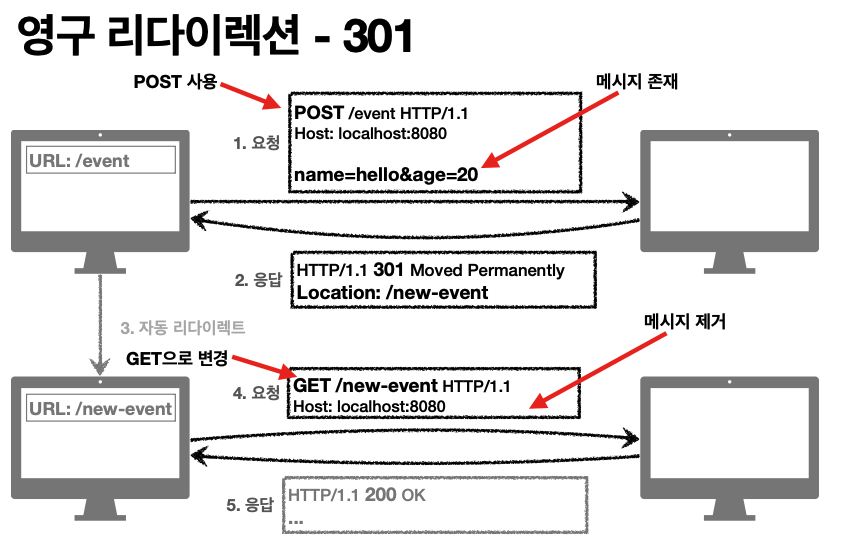 영구 리다이렉션 - 301
POST 사용
메시지 존재
1. 요청
POST /event HTTP/1.1
Host: localhost:8080
name=hello&age=20
URL: /event
2. 응답
HTTP/1.1 301 Moved Permanently
Location: /new-event
3. 자동 리다이렉트
GET으로 변경
메시지 제거
4. 요청
GET /new-event HTTP/1.1
Host: localhost:8080
URL: /new-event
5. 응답
HTTP/1.1 200 OK
...